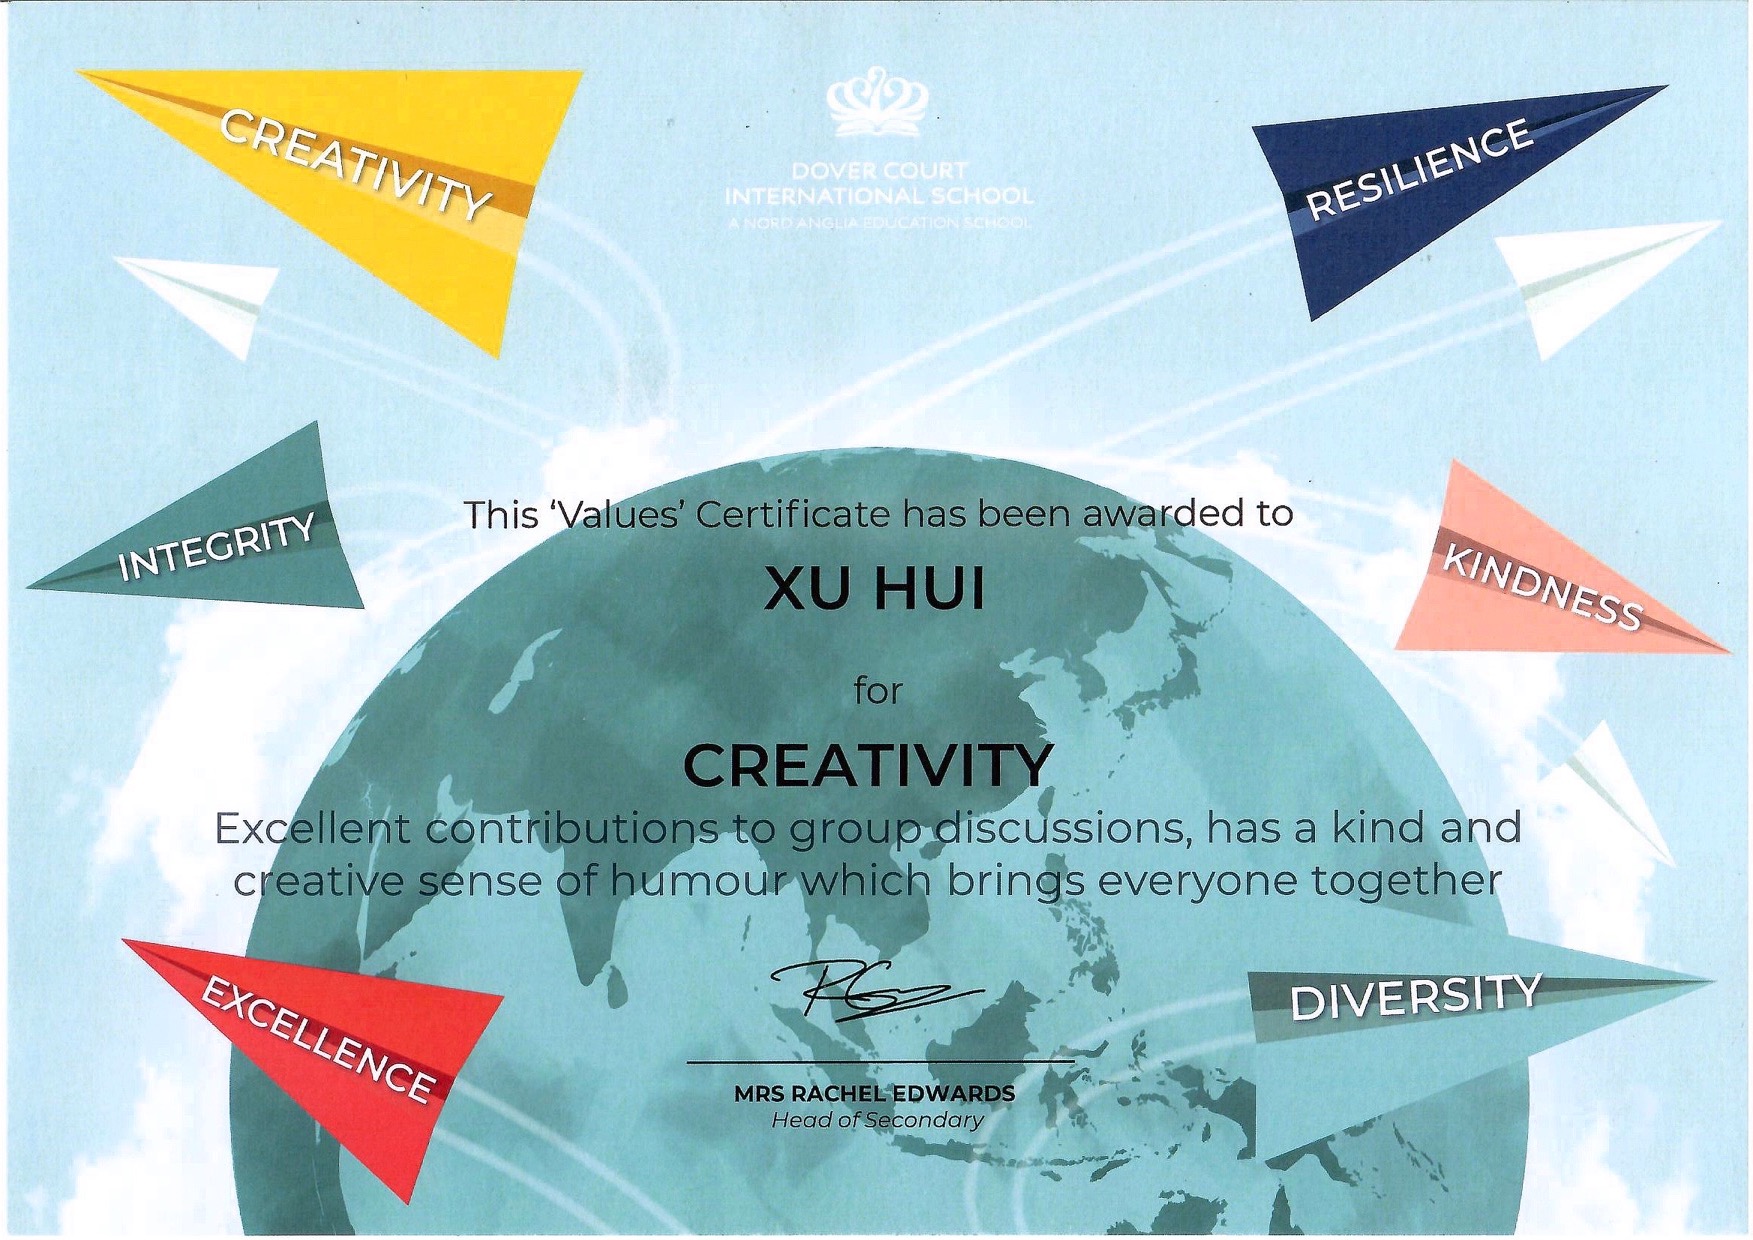 CREATIVITY
DOVER COURT
INTERNATIONAL SCHOOL
A NORD ANGLIA EDUCATION SCHOOL
RESILIENCE
INTEGRITY
KINDNESS
This ‘Values’ Certificate has been awarded to
XU HUI
for
CREATIVITY
Excellent contributions to group discussions, has a kind and
creative sense of humour which brings everyone together
EXCELLENCE
DIVERSITY
MRS RACHEL EDWARDS
Head of Secondary